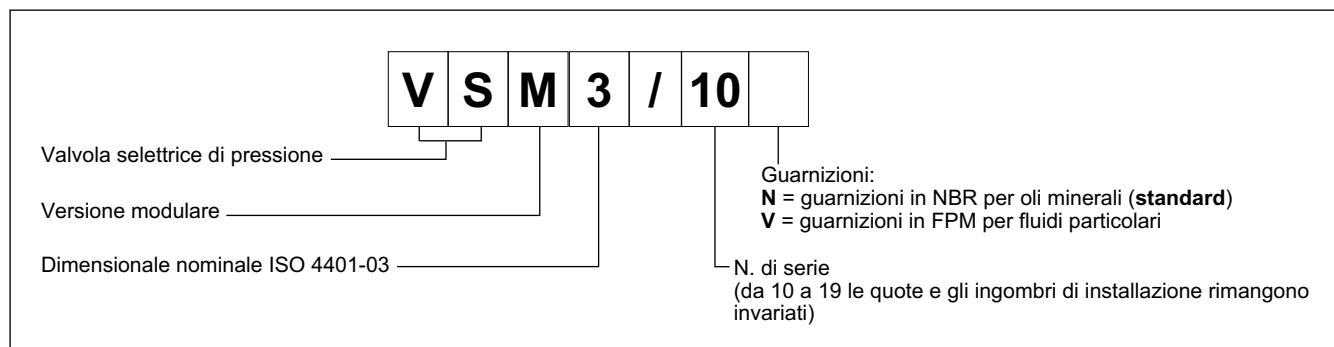 V S M 3 / 10
Valvola selettrice di pressione
Versione modulare
Dimensionale nominale ISO 4401-03
Guarnizioni:
N = guarnizioni in NBR per oli minerali (standard)
V = guarnizioni in FPM per fluidi particolari
N. di serie
(da 10 a 19 le quote e gli ingombri di installazione rimangono
invariati)